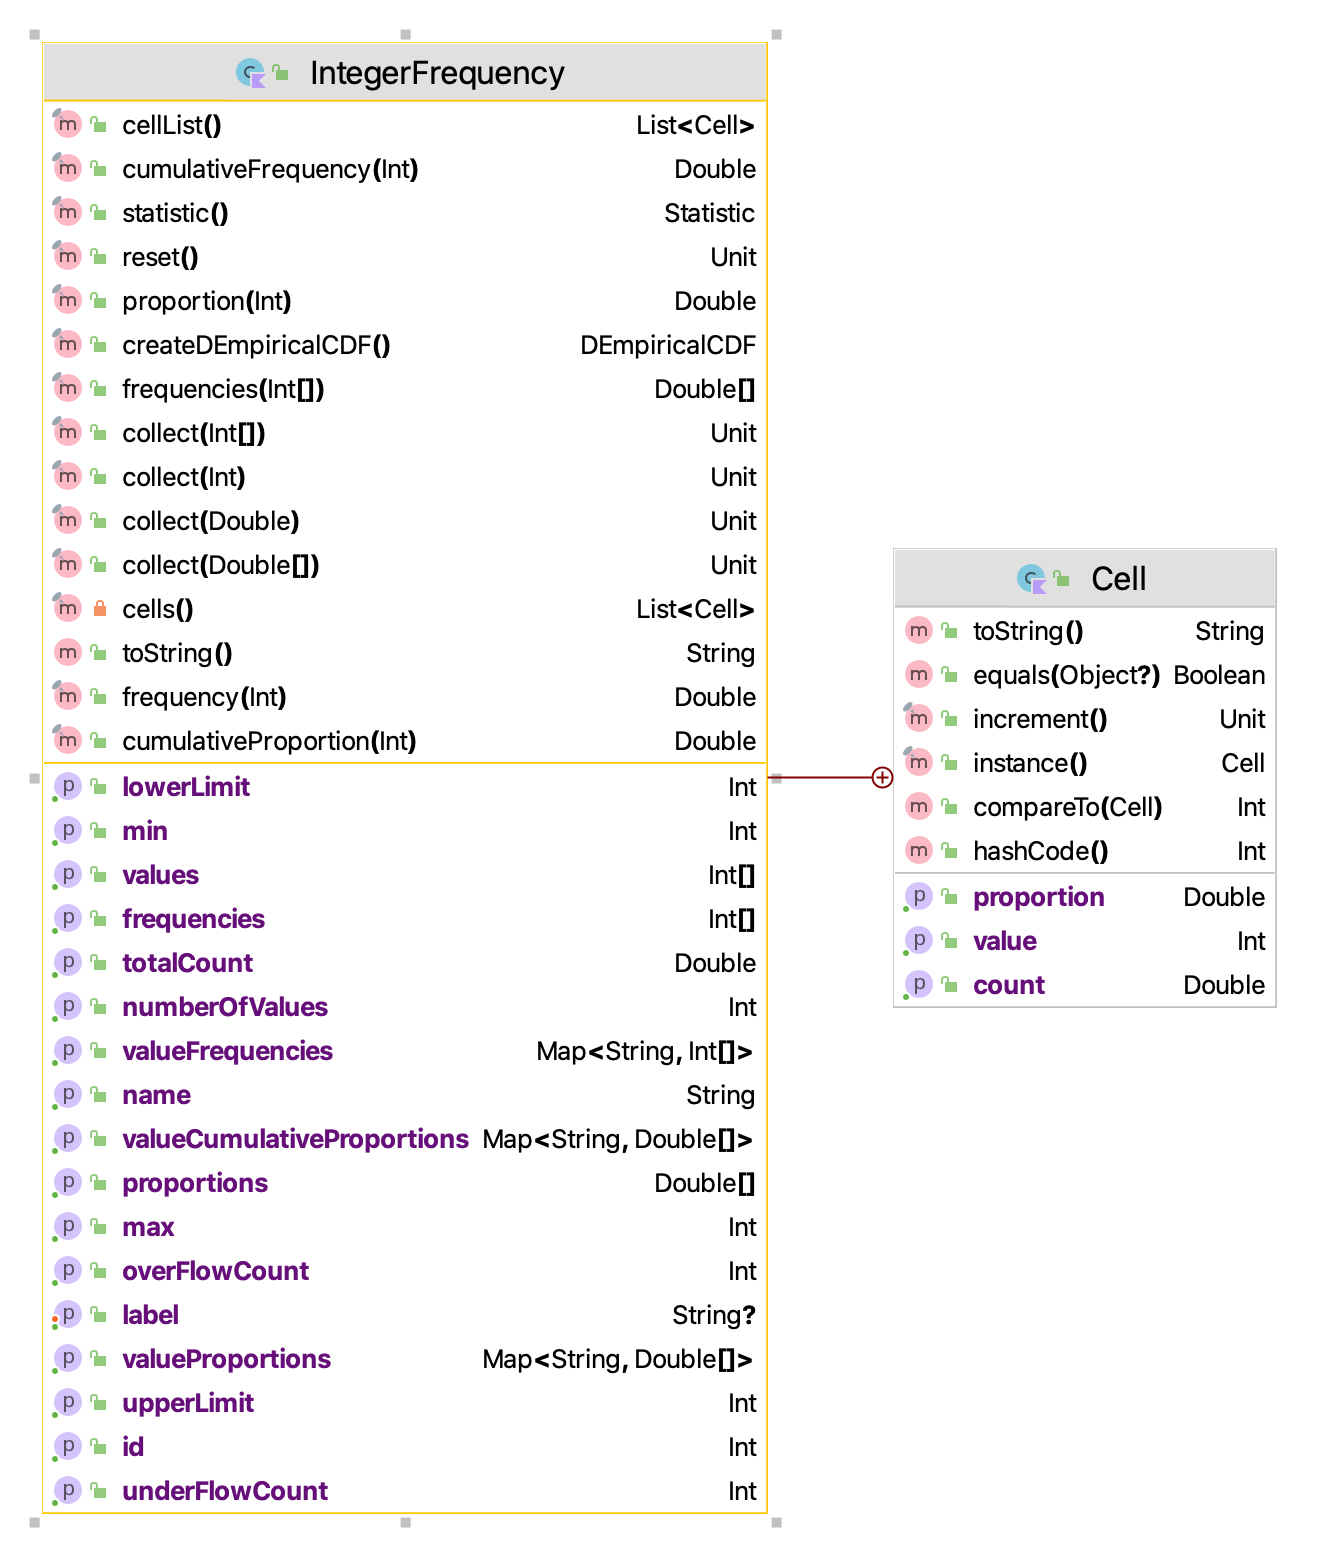 IntegerFrequency
cellList() List<Cell>
cumulativeFrequency(Int) Double
statistic() Statistic
reset() Unit
proportion(Int) Double
createDEmpiricalCDF() DEmpiricalCDF
frequencies(Int[]) Double[]
collect(Int[]) Unit
collect(Int) Unit
collect(Double) Unit
collect(Double[]) Unit
cells() List<Cell>
toString() String
frequency(Int) Double
cumulativeProportion(Int) Double
lowerLimit Int
min Int
values Int[]
frequencies Int[]
totalCount Double
numberOfValues Int
valueFrequencies Map<String, Int[]>
name String
valueCumulativeProportions Map<String, Double[]>
proportions Double[]
max Int
overFlowCount Int
label String?
valueProportions Map<String, Double[]>
upperLimit Int
id Int
underFlowCount Int
Cell
toString() String
equals(Object?) Boolean
increment() Unit
instance() Cell
compareTo(Cell) Int
hashCode() Int
proportion Double
value Int
count Double